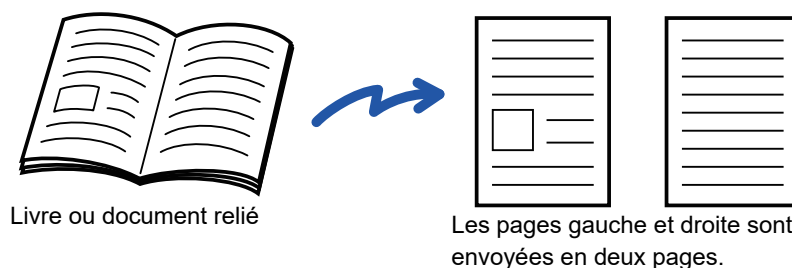 Livre ou document relié
Les pages gauche et droite sont
envoyées en deux pages.